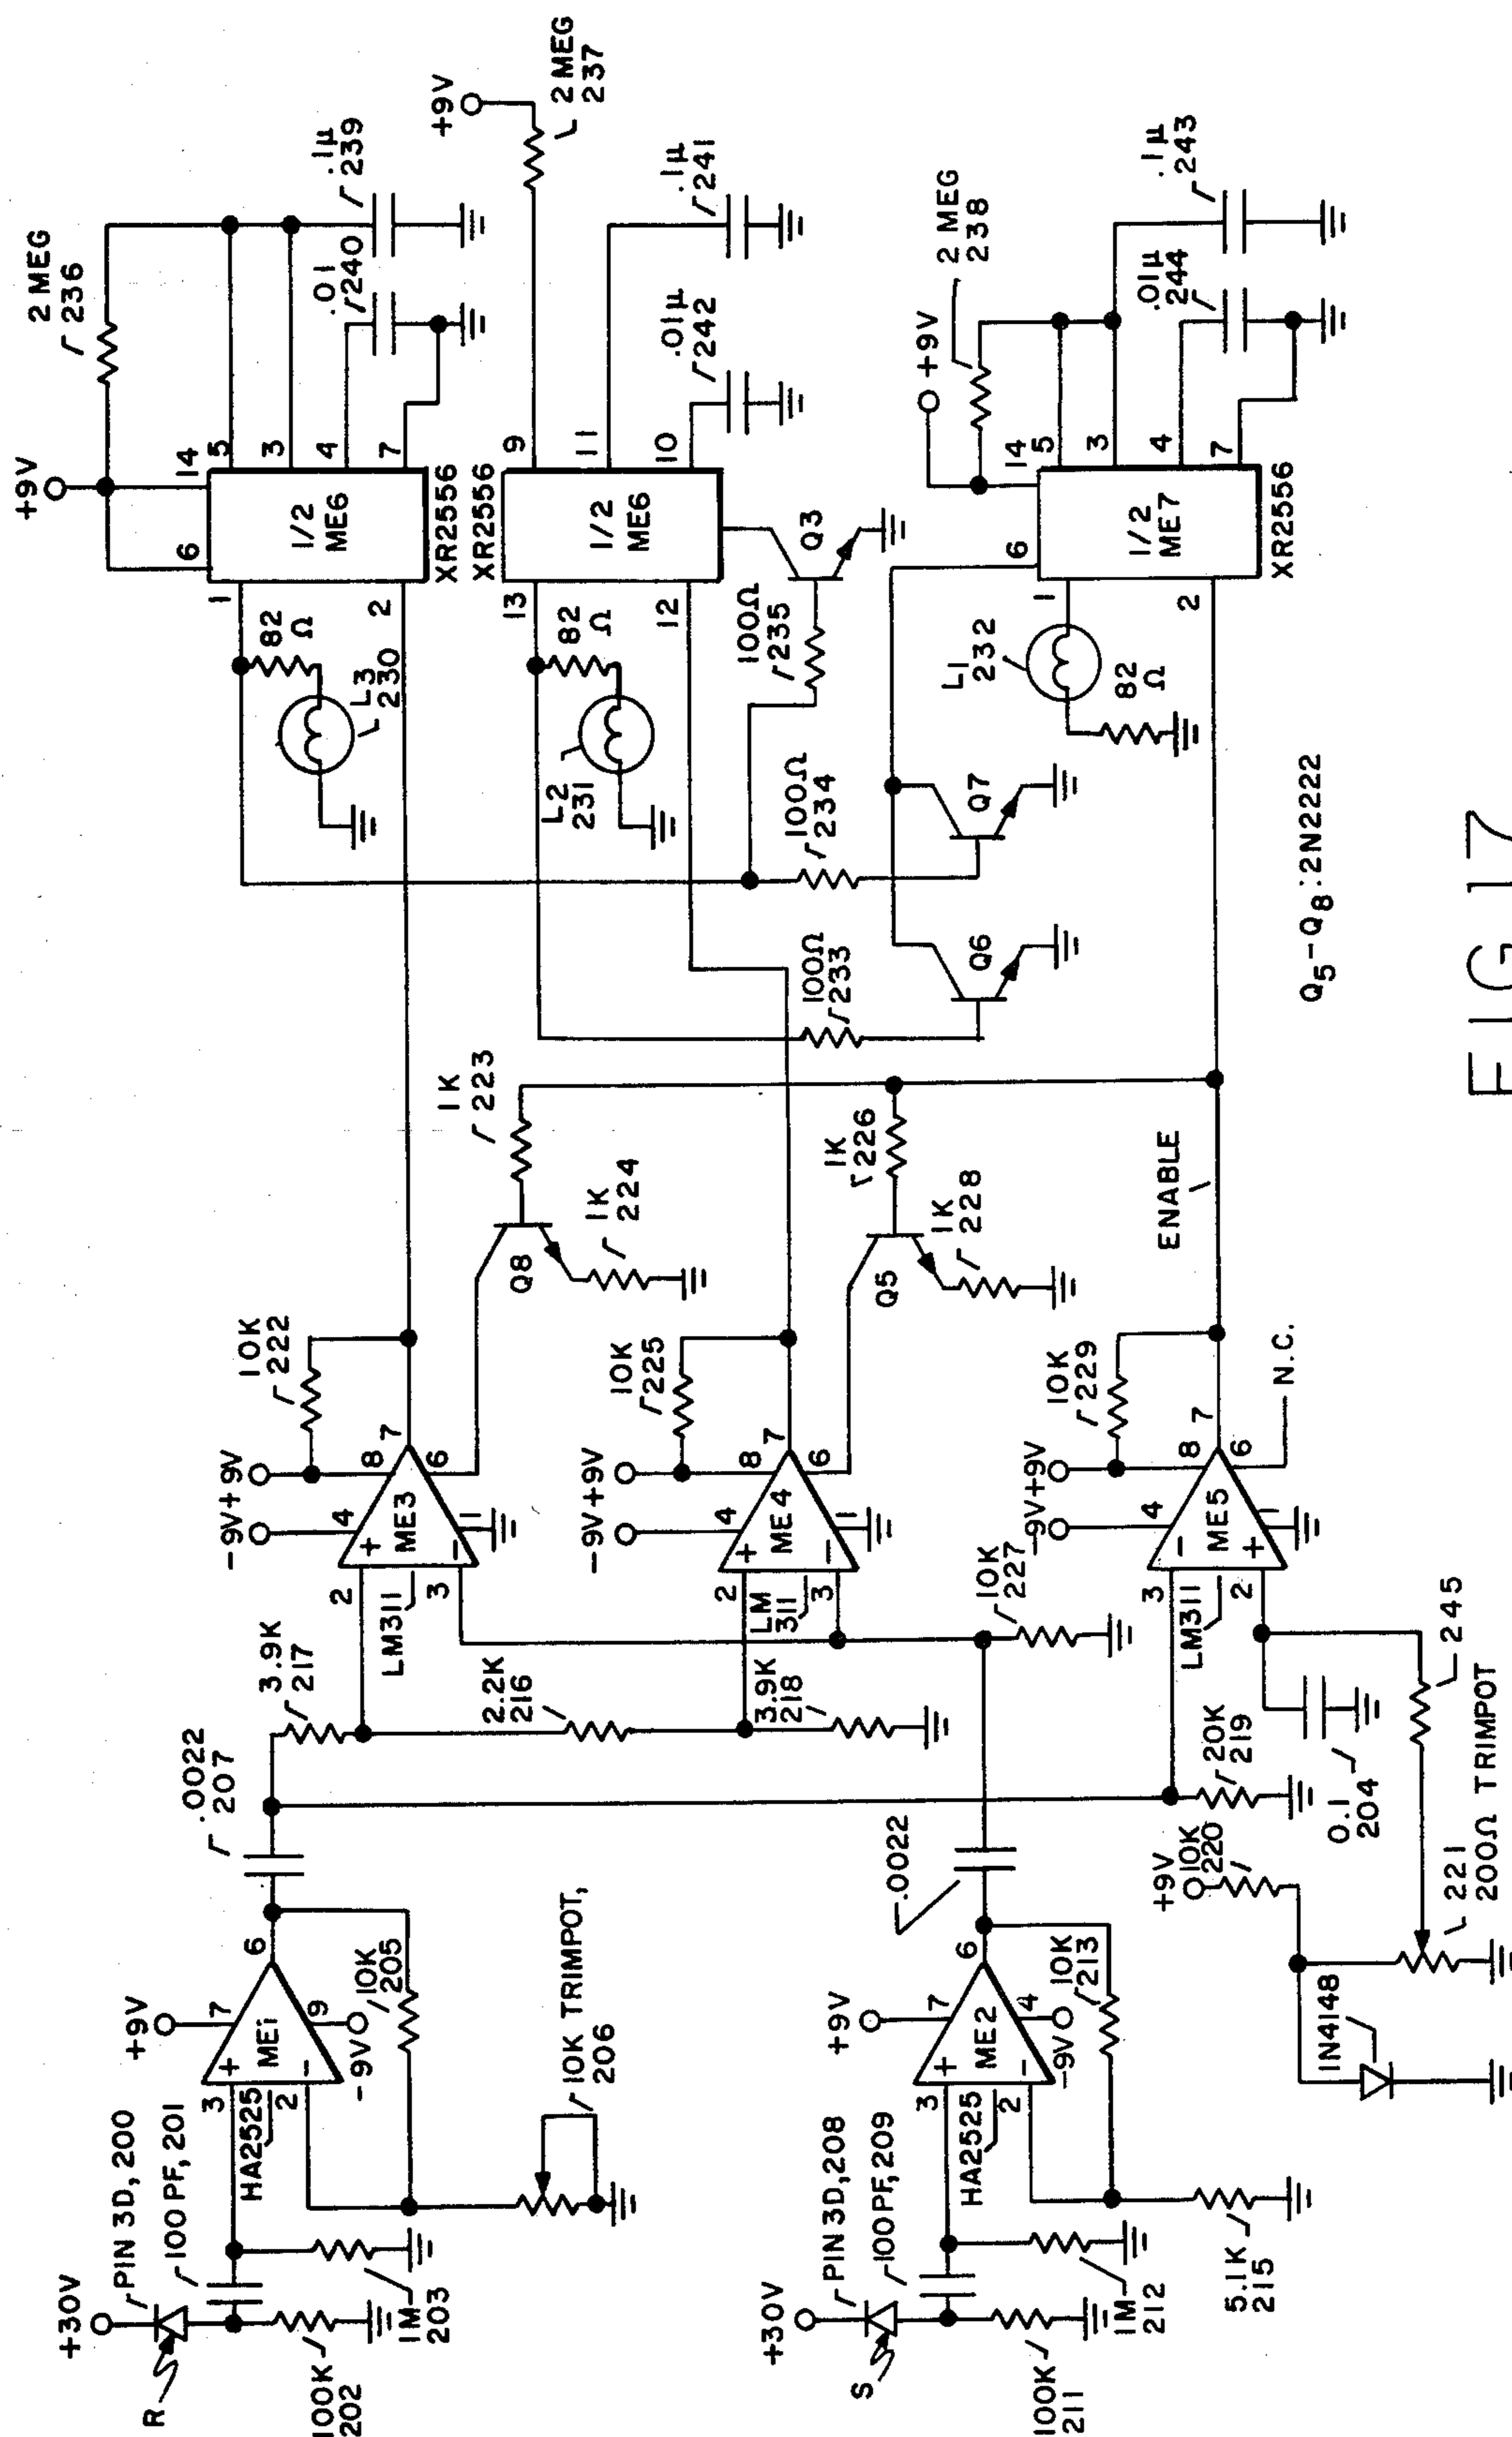 +30V
R
PIN 3D, 200
100 PF, 201
100K
202
1M
203
HA2525
3
2
+
-
MEi
+9V
7
6
9
-9V
10K
205
10K TRIMPOT,
206
.0022
207
3.9K
217
2.2K
216
3.9K
218
LM311
2
3
+
-
ME3
-9V
+9V
4
8
7
6
1
10K
222
1K
223
Q8
1K
224
LM
311
2
3
+
-
ME4
-9V
+9V
4
8
7
6
1
10K
225
1K
226
Q5
1K
228
10K
227
+30V
S
PIN 3D, 208
100PF, 209
100K
211
1M
212
HA2525
3
2
+
-
ME2
+9V
7
6
4
-9V
10K
213
5.1K
215
.0022
+9V
10K
220
1N4148
221
200Ω TRIMPOT
20K
219
0.1
204
245
LM311
3
2
-
+
ME5
-9V
+9V
4
8
7
6
1
N.C.
10K
229
ENABLE
+9V
2 MEG
236
1
6
14
5
3
4
7
2
1/2
ME6
XR2556
82
Ω
L3
230
.01
240
.1μ
239
XR2556
13
12
9
11
10
1/2
ME6
82
Ω
L2
231
+9V
2 MEG
237
.01μ
242
.1μ
241
100Ω
235
Q3
100Ω
234
Q7
100Ω
233
Q6
L1
232
82
Ω
+9V
2 MEG
238
1
6
14
5
3
4
7
2
1/2
ME7
XR2556
.01μ
244
.1μ
243
Q5-Q8:2N2222
FIG 17